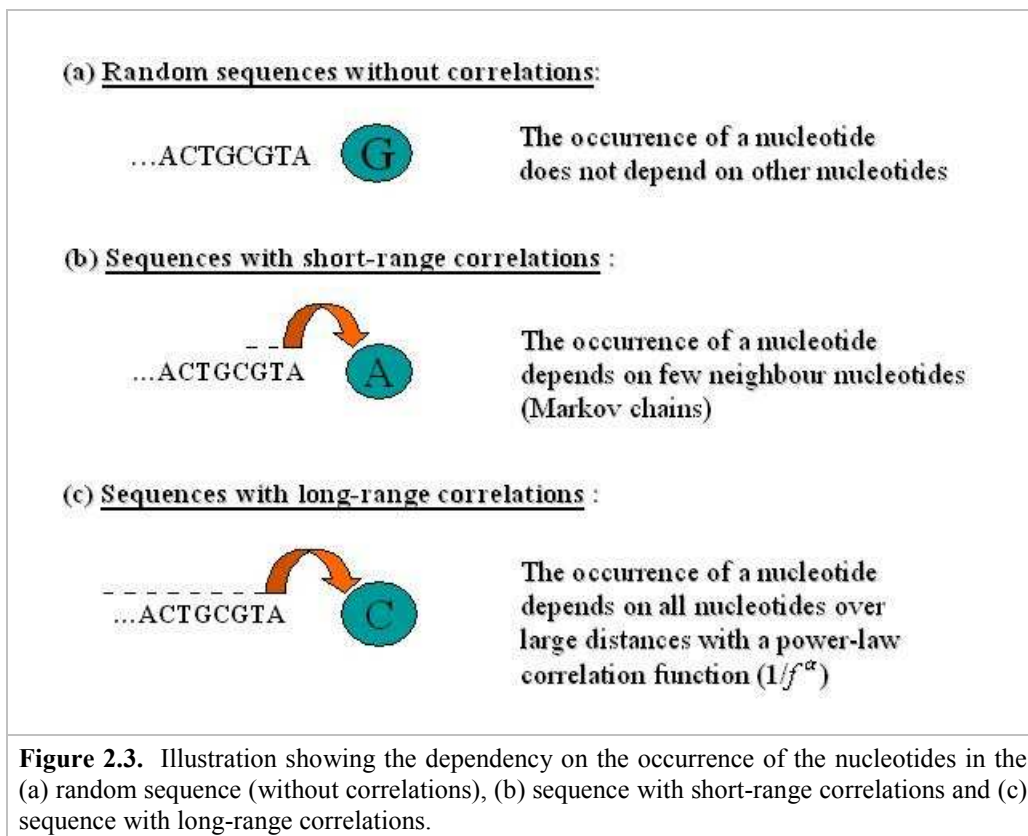 (a) Random sequences without correlations:
...ACTGCGTA G
The occurrence of a nucleotide
does not depend on other nucleotides
(b) Sequences with short-range correlations :
...ACTGCGTA A
The occurrence of a nucleotide
depends on few neighbour nucleotides
(Markov chains)
(c) Sequences with long-range correlations :
...ACTGCGTA C
The occurrence of a nucleotide
depends on all nucleotides over
large distances with a power-law
correlation function (1/f^α)
Figure 2.3. Illustration showing the dependency on the occurrence of the nucleotides in the
(a) random sequence (without correlations), (b) sequence with short-range correlations and (c)
sequence with long-range correlations.